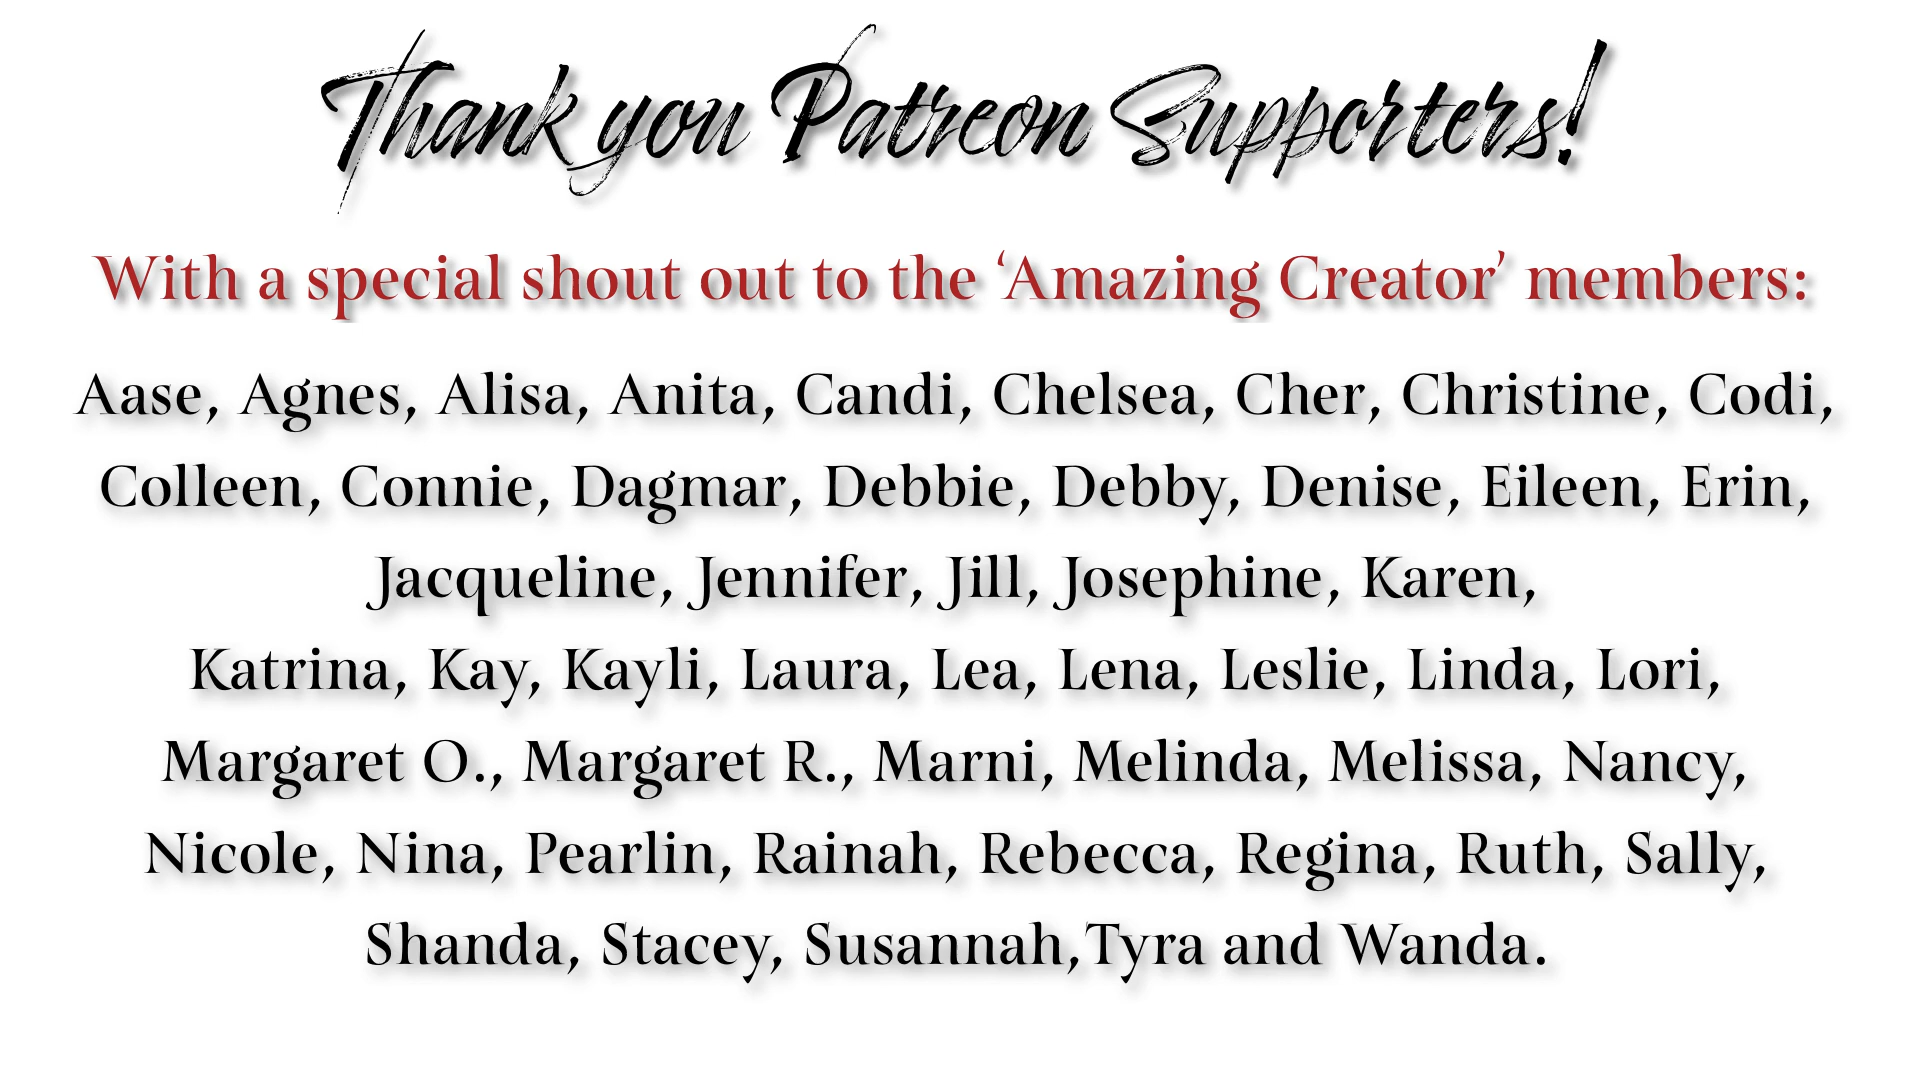 Thank you Patreon Supporters!
With a special shout out to the ‘Amazing Creator’ members:
Aase, Agnes, Alisa, Anita, Candi, Chelsea, Cher, Christine, Codi,
Colleen, Connie, Dagmar, Debbie, Debby, Denise, Eileen, Erin,
Jacqueline, Jennifer, Jill, Josephine, Karen,
Katrina, Kay, Kayli, Laura, Lea, Lena, Leslie, Linda, Lori,
Margaret O., Margaret R., Marni, Melinda, Melissa, Nancy,
Nicole, Nina, Pearlin, Rainah, Rebecca, Regina, Ruth, Sally,
Shanda, Stacey, Susannah,Tyra and Wanda.